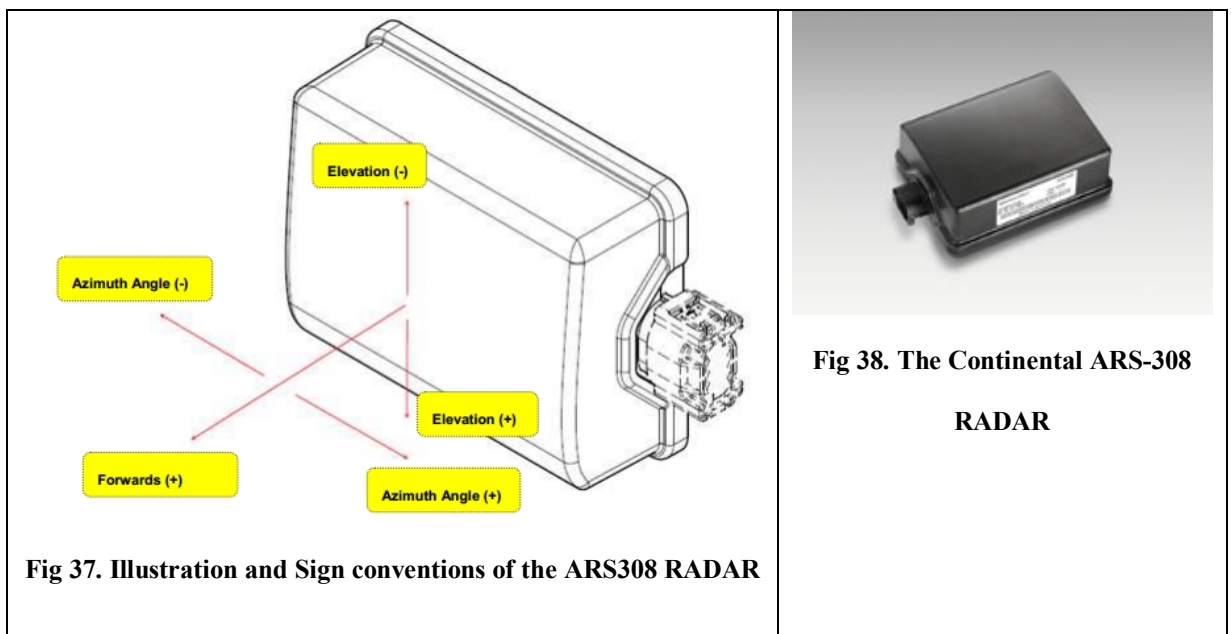 Elevation (-)
Azimuth Angle (-)
Elevation (+)
Forwards (+)
Azimuth Angle (+)
Fig 37. Illustration and Sign conventions of the ARS308 RADAR
Fig 38. The Continental ARS-308
RADAR